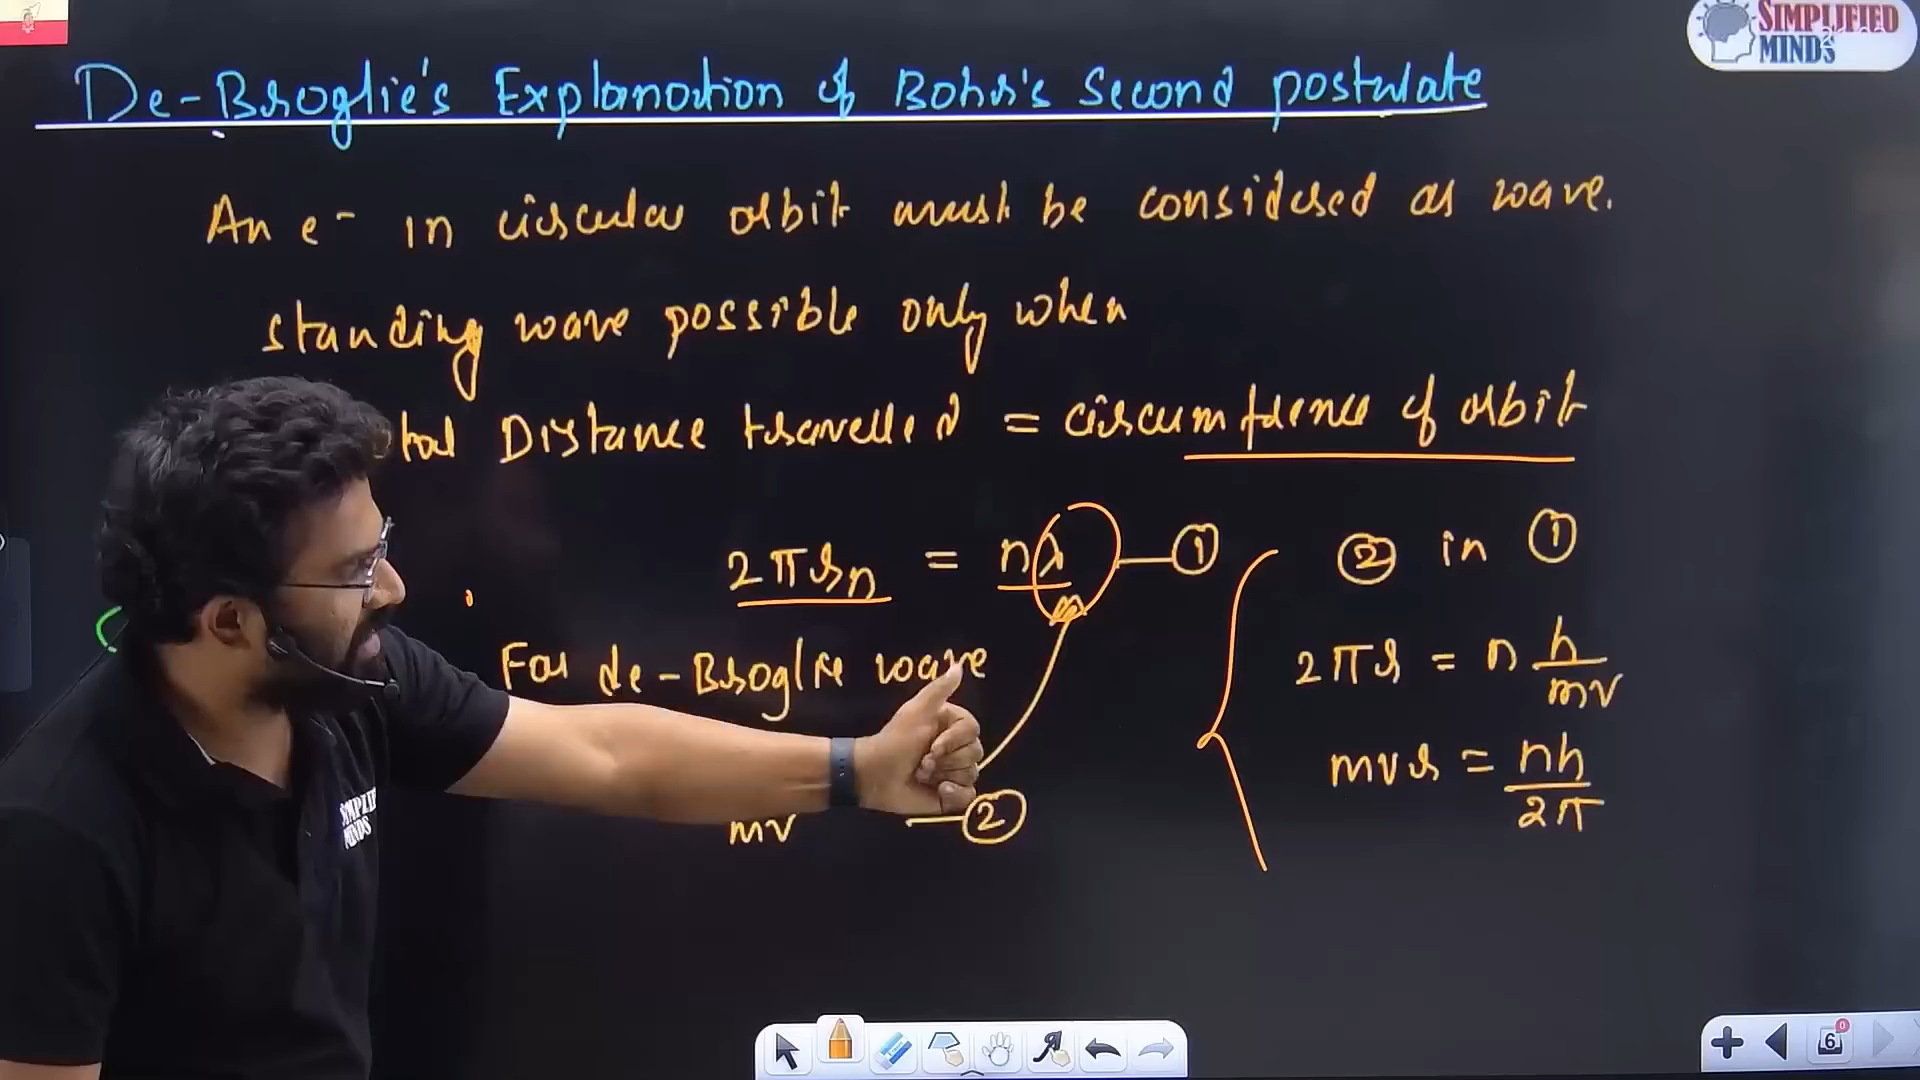 SIMPLIFIED
MINDS
De-Broglie's Explanation of Bohr's Second postulate
An e⁻ in circular orbit must be considered as wave.
standing wave possible only when
tal Distance travelled = circumfrence of orbit
2πrₙ = nλ — ①
For de-Broglie wave
mv — ②
② in ①
2πr = n h/mv
mvr = nh/2π
SIMPLIFIED
MINDS
6
0